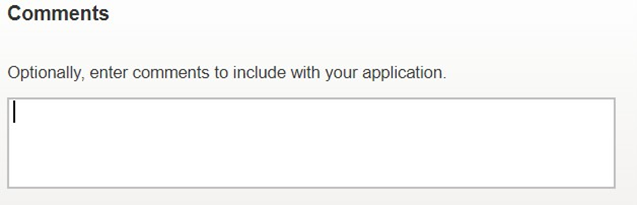 Comments
Optionally, enter comments to include with your application.